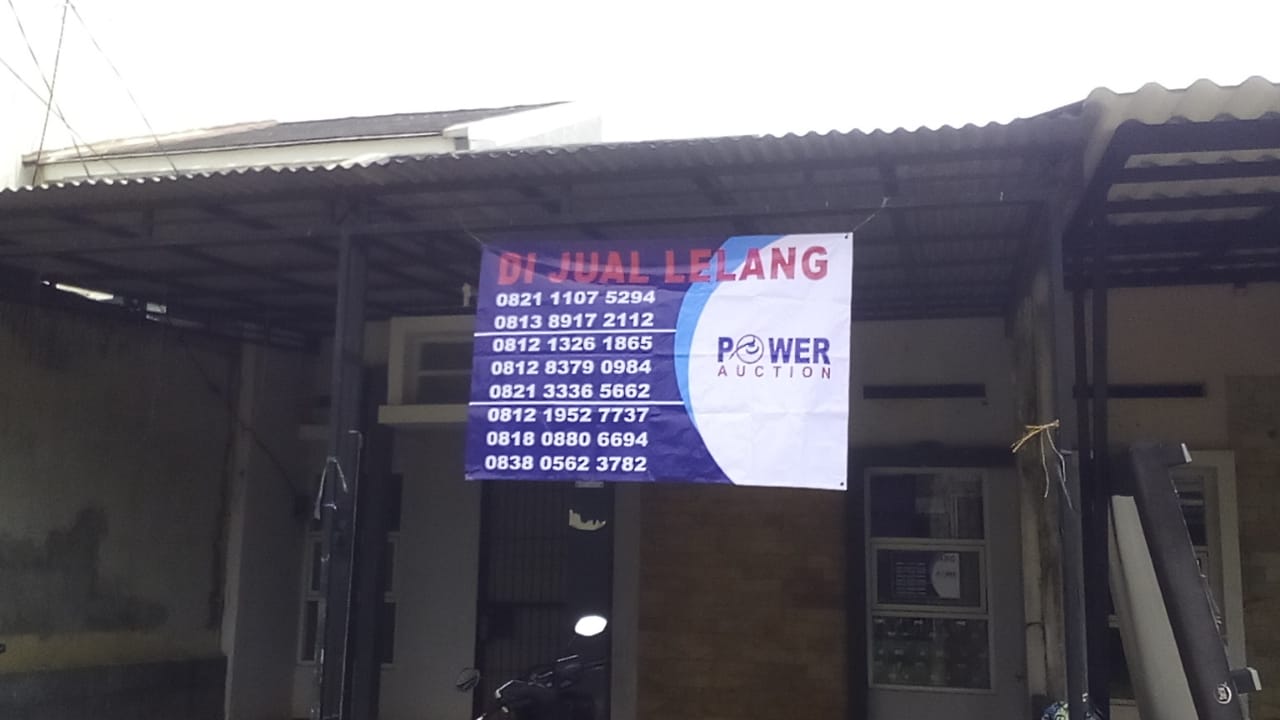 DI JUAL LELANG
0821 1107 5294
0813 8917 2112
0812 1326 1865
0812 8379 0984
0821 3336 5662
0812 1952 7737
0818 0880 6694
0838 0562 3782
POWER
AUCTION